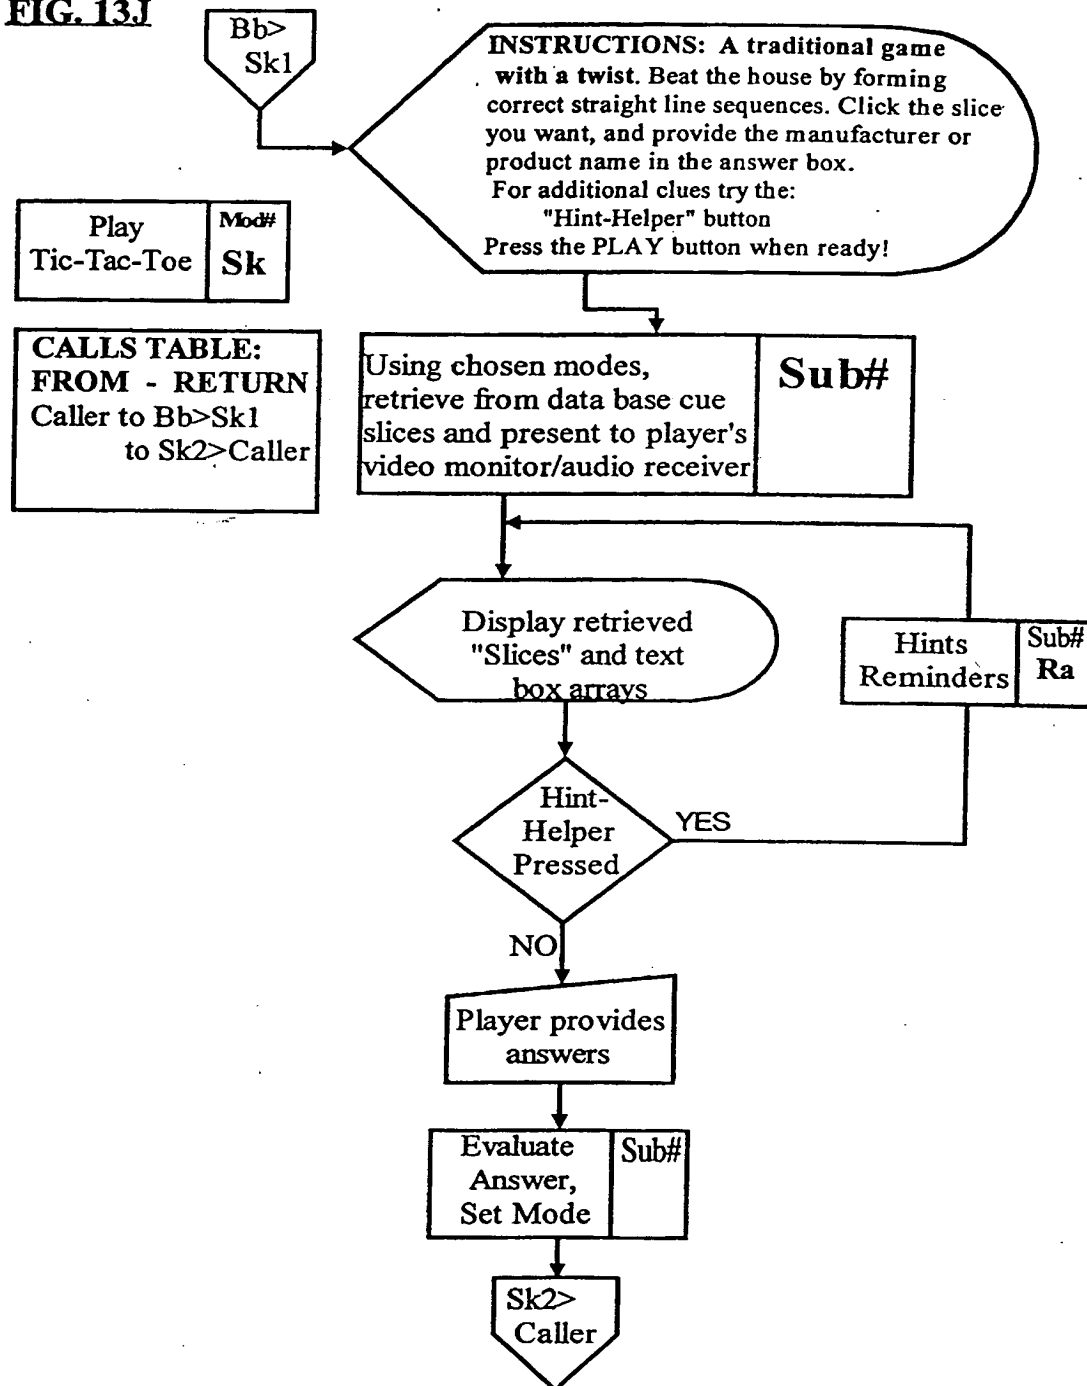 FIG. 13J
Bb>
Sk1
INSTRUCTIONS: A traditional game
with a twist. Beat the house by forming
correct straight line sequences. Click the slice
you want, and provide the manufacturer or
product name in the answer box.
For additional clues try the:
"Hint-Helper" button
Press the PLAY button when ready!
Play
Tic-Tac-Toe
Mod#
Sk
CALLS TABLE:
FROM - RETURN
Caller to Bb>Sk1
to Sk2>Caller
Using chosen modes,
retrieve from data base cue
slices and present to player's
video monitor/audio receiver
Sub#
Display retrieved
"Slices" and text
box arrays
Hints
Reminders
Sub#
Ra
Hint-
Helper
Pressed
YES
NO
Player provides
answers
Evaluate
Answer,
Set Mode
Sub#
Sk2>
Caller